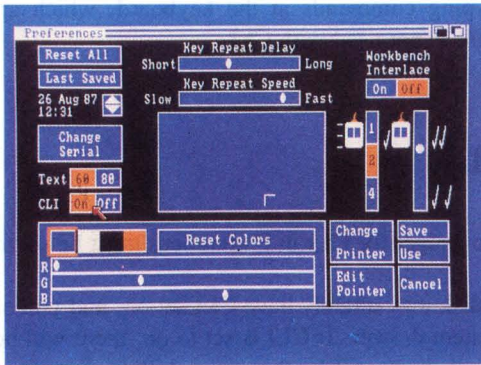 Preferences
Reset All
Last Saved
26 Aug 87
12:31
Change
Serial
Text 60 80
CLI On Off
Key Repeat Delay
Short Long
Key Repeat Speed
Slow Fast
Workbench
Interlace
On Off
1
2
4
Reset Colors
R
G
B
Change
Printer
Edit
Pointer
Save
Use
Cancel